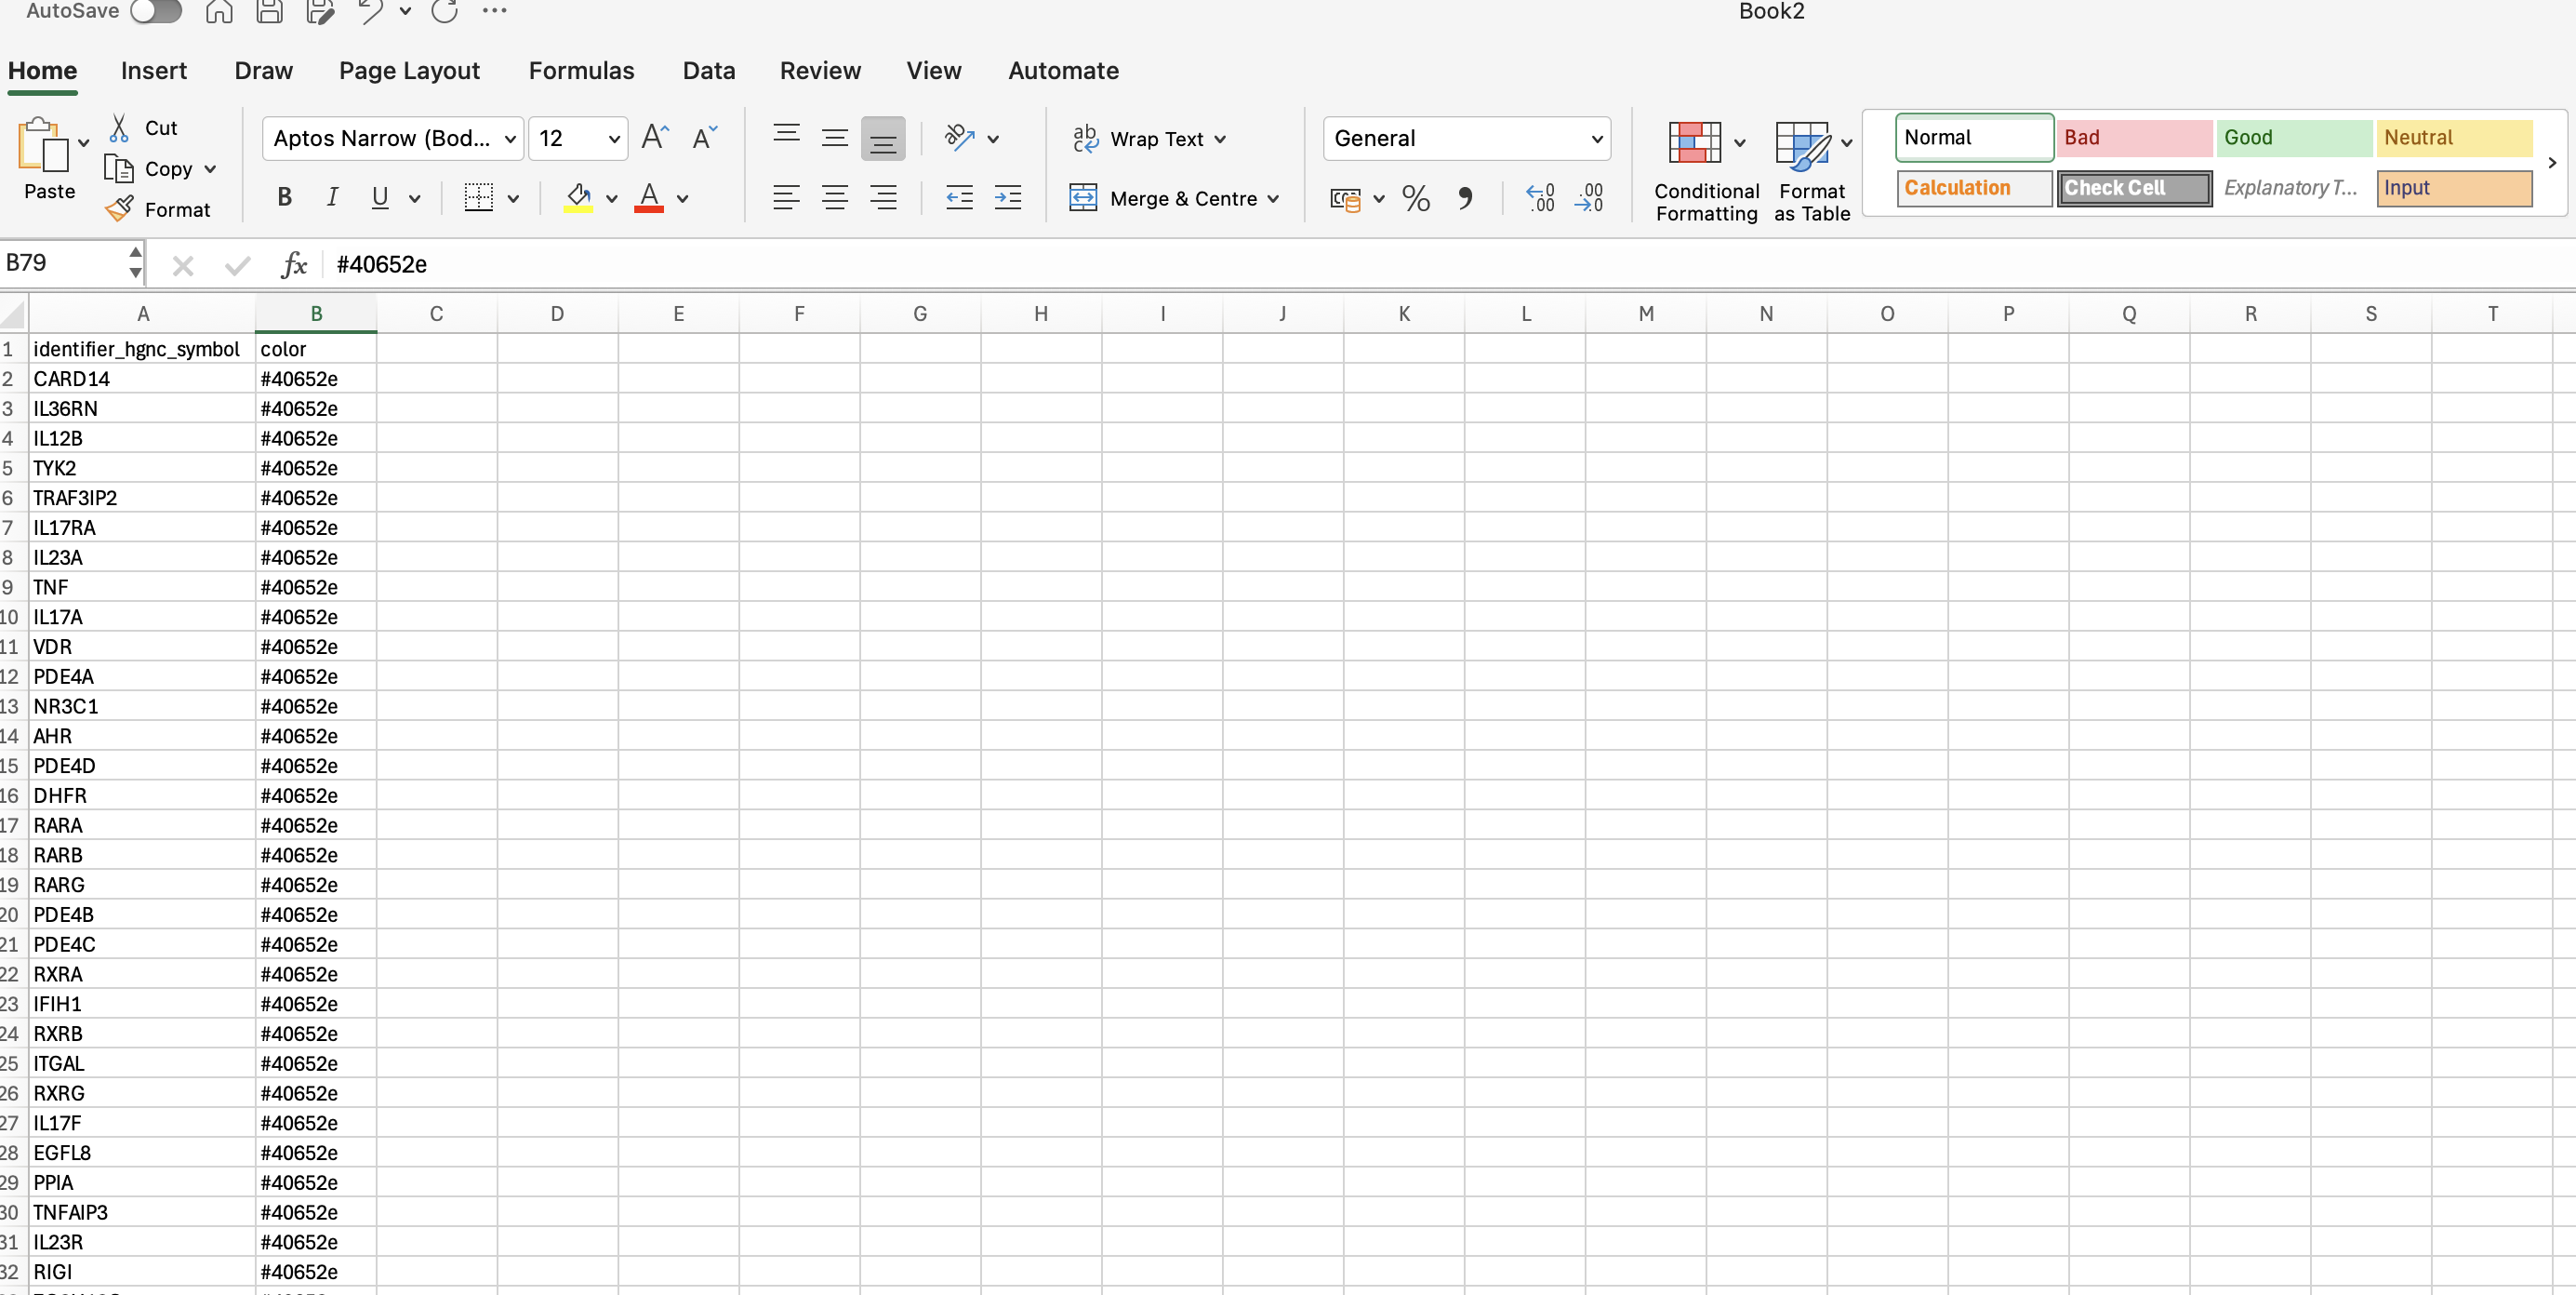 AutoSave
Book2
Home Insert Draw Page Layout Formulas Data Review View Automate
Paste
Cut
Copy
Format
Aptos Narrow (Bod... 12
B I U
Wrap Text
Merge & Centre
General
Conditional Formatting
Format as Table
Normal Bad Good Neutral
Calculation Check Cell Explanatory T... Input
B79 fx #40652e
A B C D E F G H I J K L M N O P Q R S T
1 identifier_hgnc_symbol color
2 CARD14 #40652e
3 IL36RN #40652e
4 IL12B #40652e
5 TYK2 #40652e
6 TRAF3IP2 #40652e
7 IL17RA #40652e
8 IL23A #40652e
9 TNF #40652e
10 IL17A #40652e
11 VDR #40652e
12 PDE4A #40652e
13 NR3C1 #40652e
14 AHR #40652e
15 PDE4D #40652e
16 DHFR #40652e
17 RARA #40652e
18 RARB #40652e
19 RARG #40652e
20 PDE4B #40652e
21 PDE4C #40652e
22 RXRA #40652e
23 IFIH1 #40652e
24 RXRB #40652e
25 ITGAL #40652e
26 RXRG #40652e
27 IL17F #40652e
28 EGFL8 #40652e
29 PPIA #40652e
30 TNFAIP3 #40652e
31 IL23R #40652e
32 RIGI #40652e